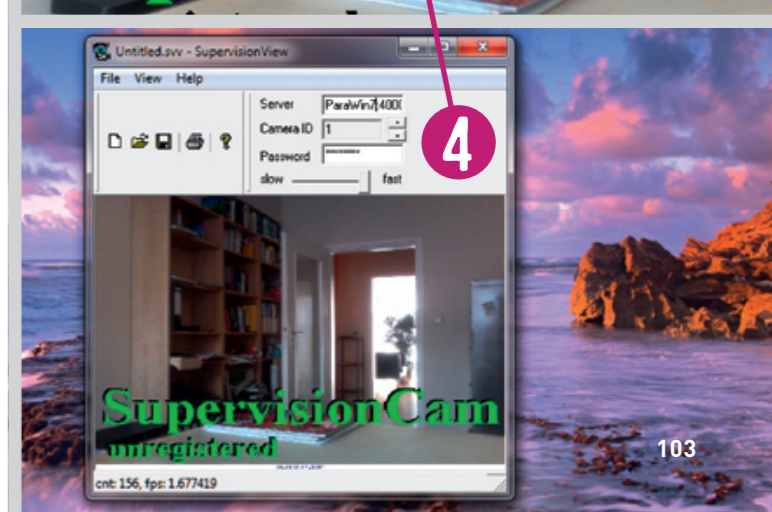 Untitled.svv - SupervisionView
File View Help
Server ParaWin7:400
Camera ID 1
Password ********
slow fast
4
SupervisionCam
unregistered
103
cnt: 156, fps: 1.677419